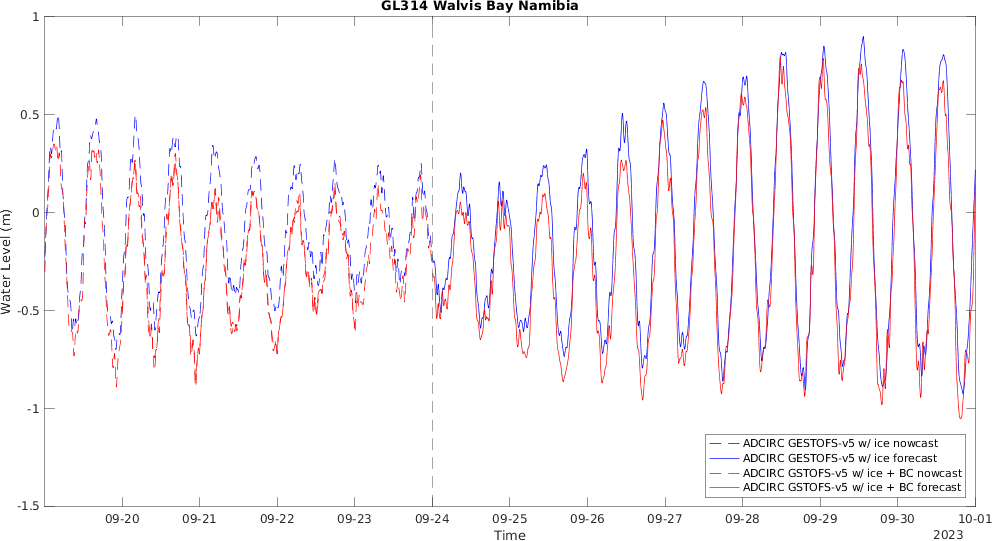 GL314 Walvis Bay Namibia
1
0.5
0
-0.5
-1
-1.5
Water Level (m)
ADCIRC GESTOFS-v5 w/ ice nowcast
ADCIRC GESTOFS-v5 w/ ice forecast
ADCIRC GSTOFS-v5 w/ ice + BC nowcast
ADCIRC GSTOFS-v5 w/ ice + BC forecast
09-20 09-21 09-22 09-23 09-24 09-25 09-26 09-27 09-28 09-29 09-30 10-01
Time
2023